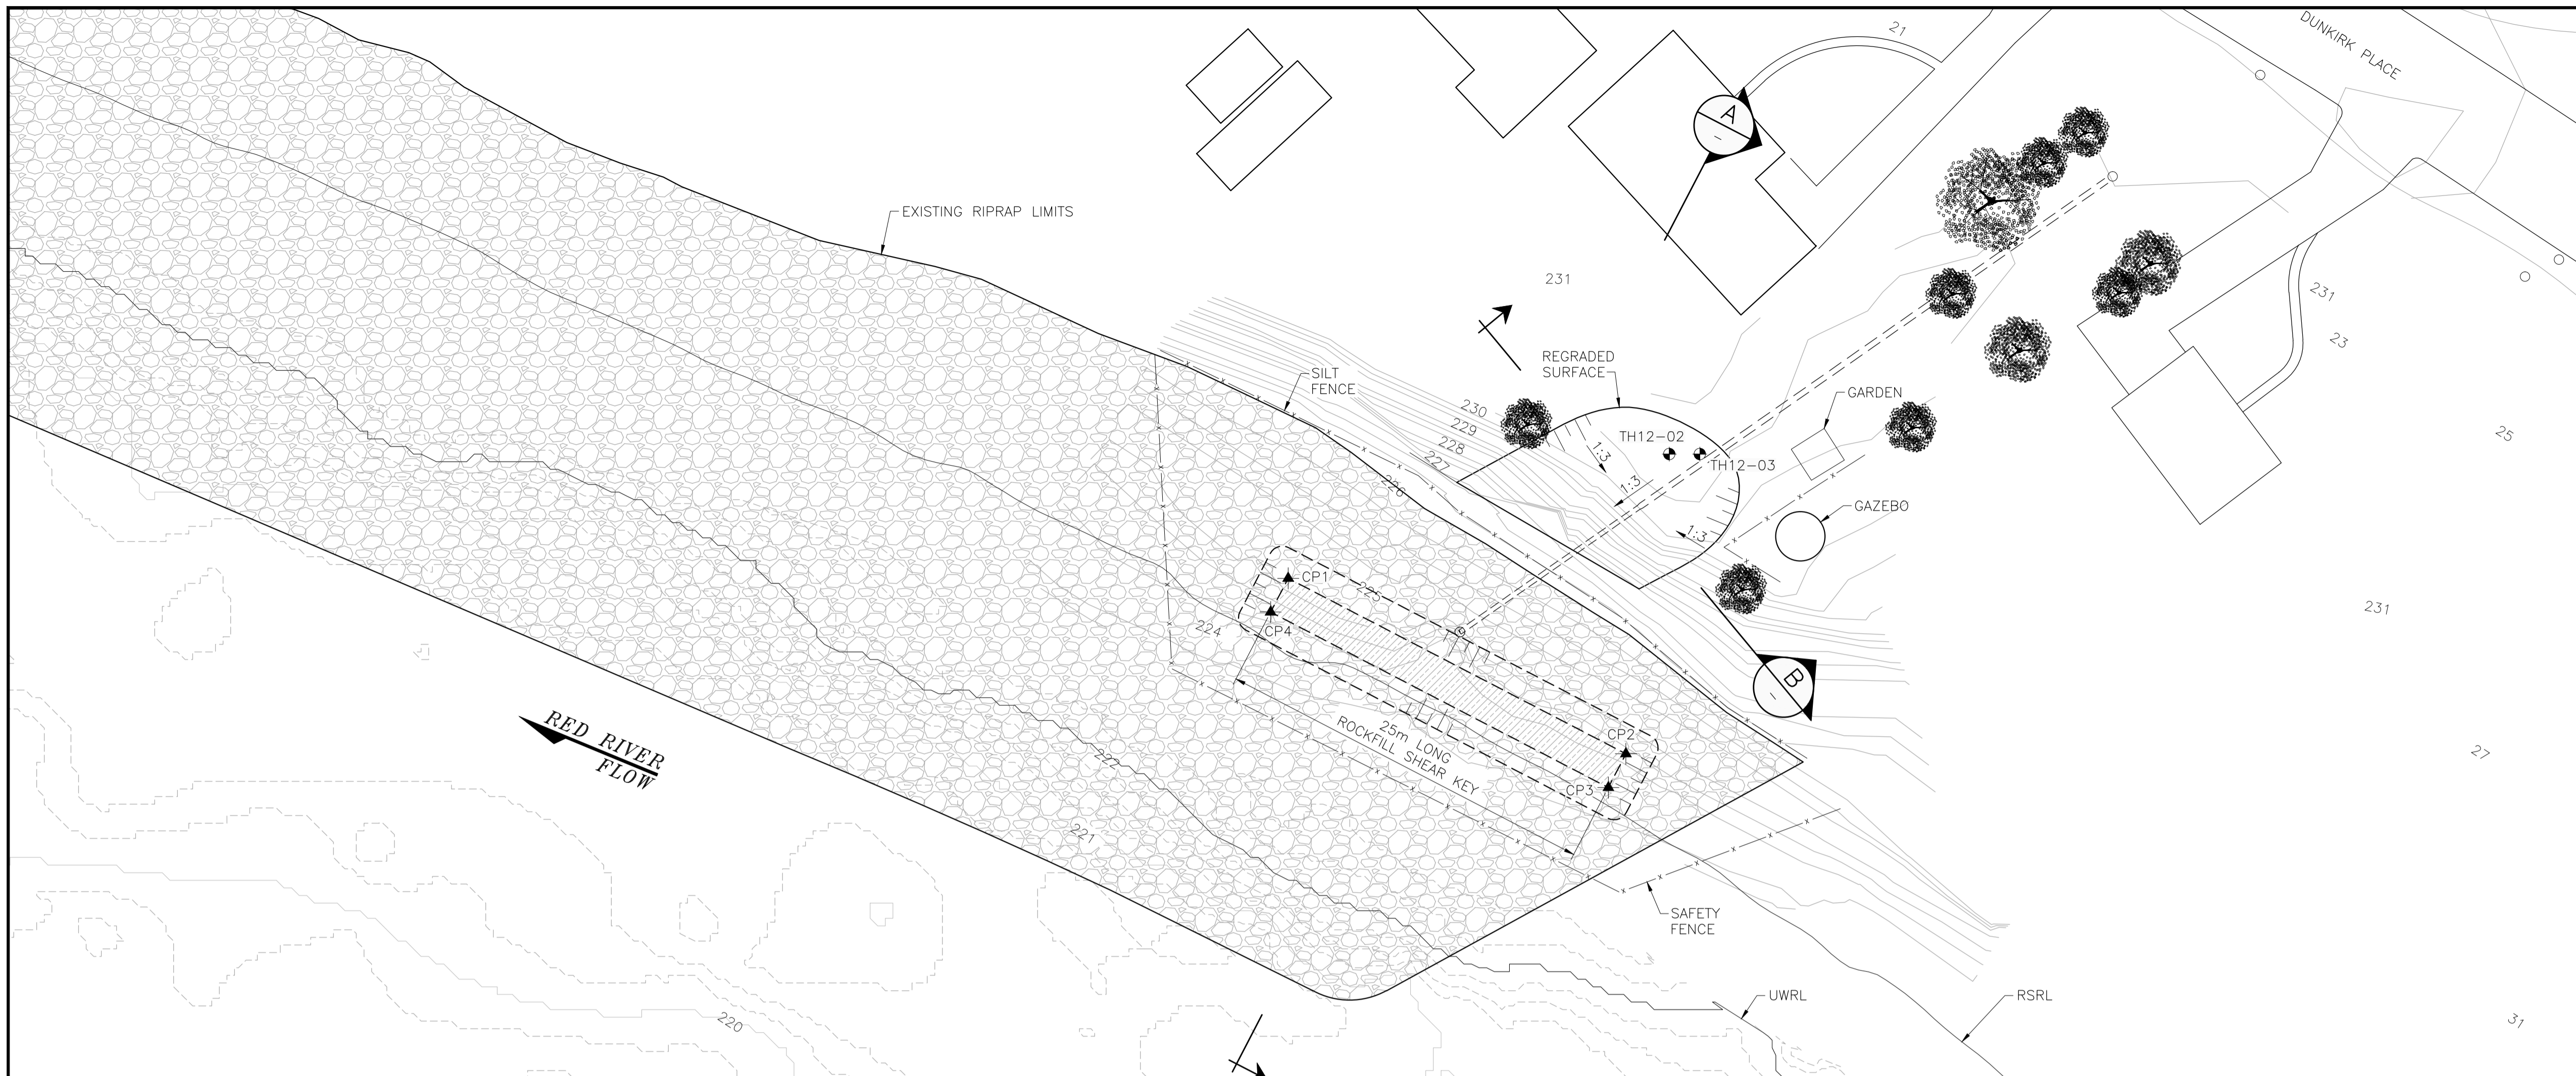 21
DUNKIRK PLACE
A
-
EXISTING RIPRAP LIMITS
231
231
23
REGRADED
SURFACE
SILT
FENCE
GARDEN
230
229
228
227
226
TH12-02
TH12-03
1:3
1:3
1:3
25
GAZEBO
CP1
225
CP4
224
231
B
-
RED RIVER
FLOW
222
25m LONG
ROCKFILL SHEAR KEY
CP2
CP3
27
221
SAFETY
FENCE
220
UWRL
RSRL
31